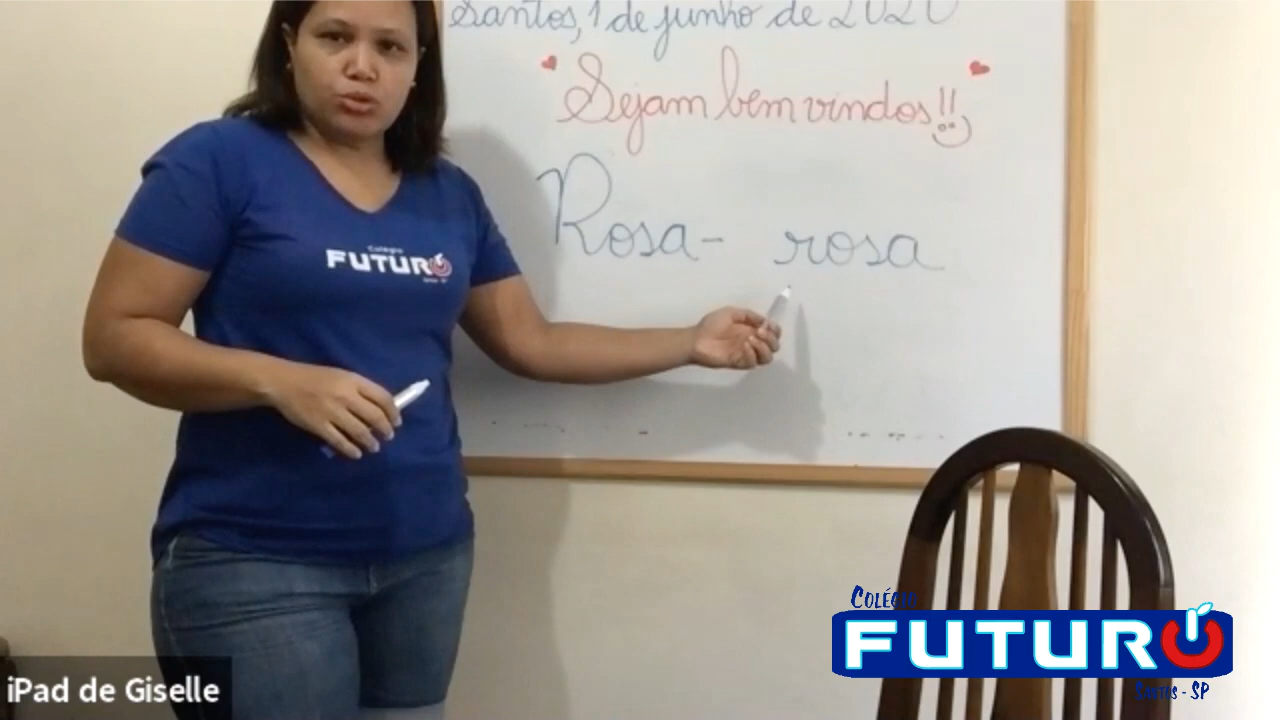 Santos, 1 de junho de 2020
Sejam bem vindos!!
Rosa - rosa
Colégio
FUTURO
Santos - SP
COLÉGIO
FUTURO
SANTOS - SP
iPad de Giselle